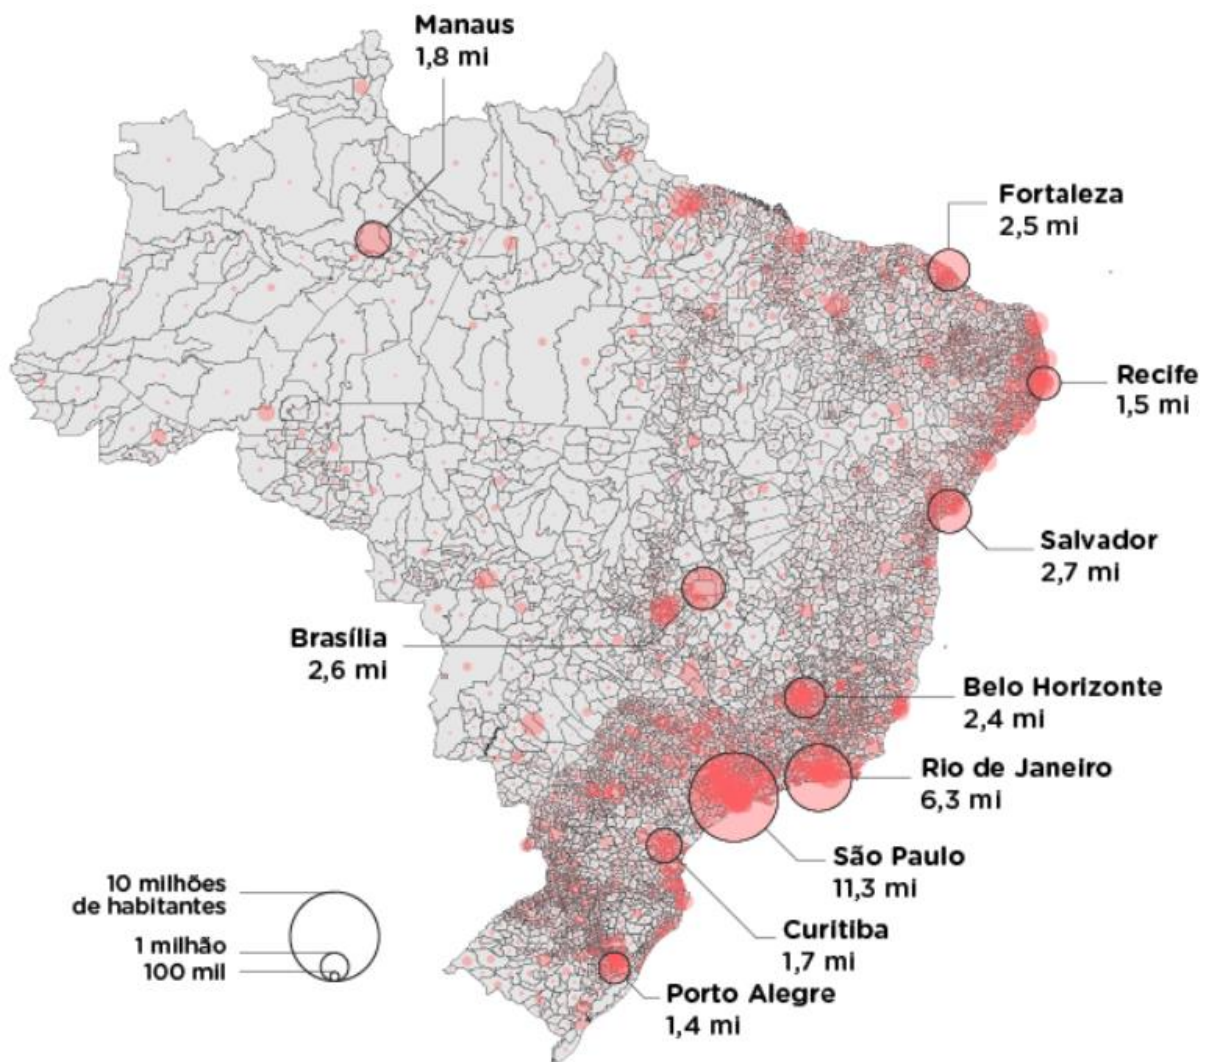 Manaus
1,8 mi
Fortaleza
2,5 mi
Recife
1,5 mi
Salvador
2,7 mi
Brasília
2,6 mi
Belo Horizonte
2,4 mi
Rio de Janeiro
6,3 mi
São Paulo
11,3 mi
Curitiba
1,7 mi
Porto Alegre
1,4 mi
10 milhões
de habitantes
1 milhão
100 mil